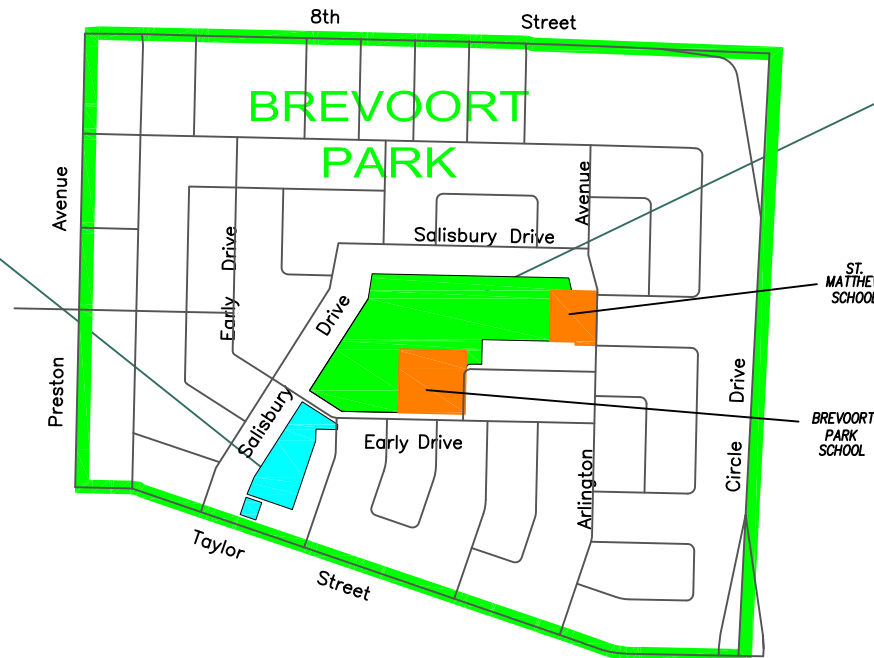 8th Street
BREVOORT
PARK
Avenue
Preston
Early Drive
Salisbury Drive
Avenue
Arlington
Salisbury Drive
ST.
SCHOOL
BREVOORT
PARK
SCHOOL
Early Drive
Circle Drive
Taylor Street